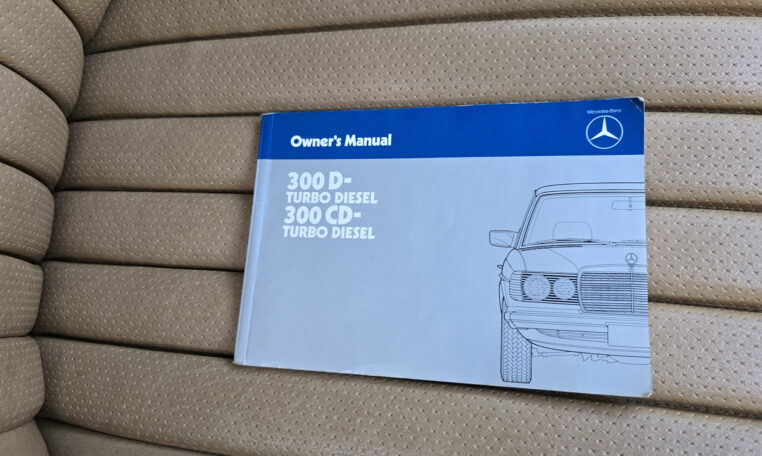 Mercedes-Benz
Owner's Manual
300 D-
TURBO DIESEL
300 CD-
TURBO DIESEL